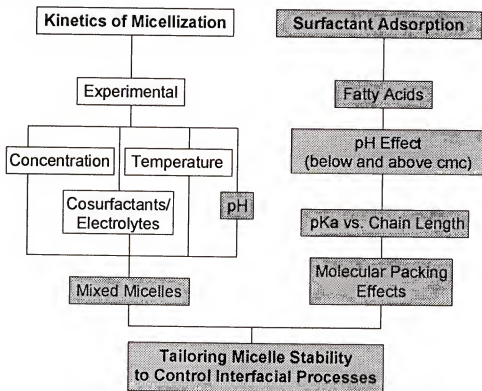 Kinetics of Micellization
Surfactant Adsorption
Experimental
Fatty Acids
Concentration
Temperature
pH Effect
(below and above cmc)
Cosurfactants/
Electrolytes
pH
pKa vs. Chain Length
Mixed Micelles
Molecular Packing
Effects
Tailoring Micelle Stability
to Control Interfacial Processes